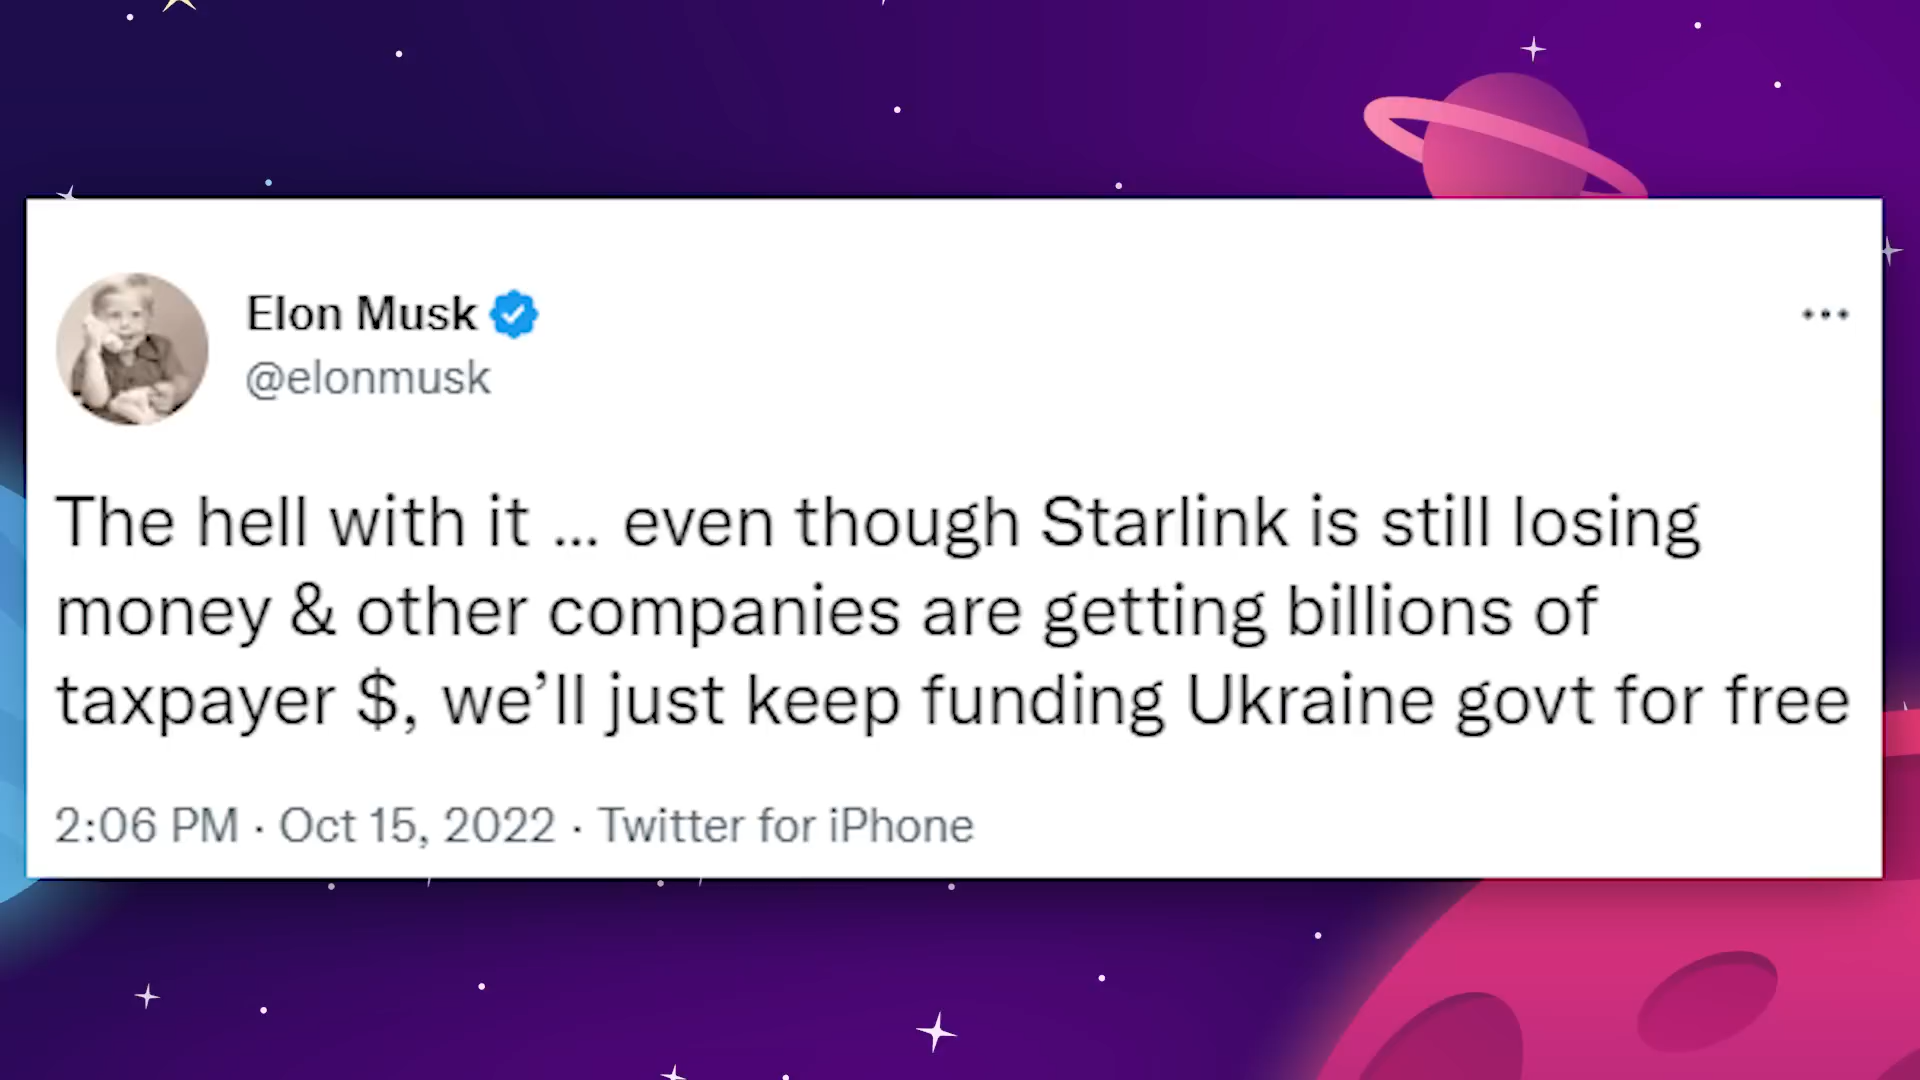 Elon Musk
@elonmusk
The hell with it … even though Starlink is still losing
money & other companies are getting billions of
taxpayer $, we’ll just keep funding Ukraine govt for free
2:06 PM · Oct 15, 2022 · Twitter for iPhone